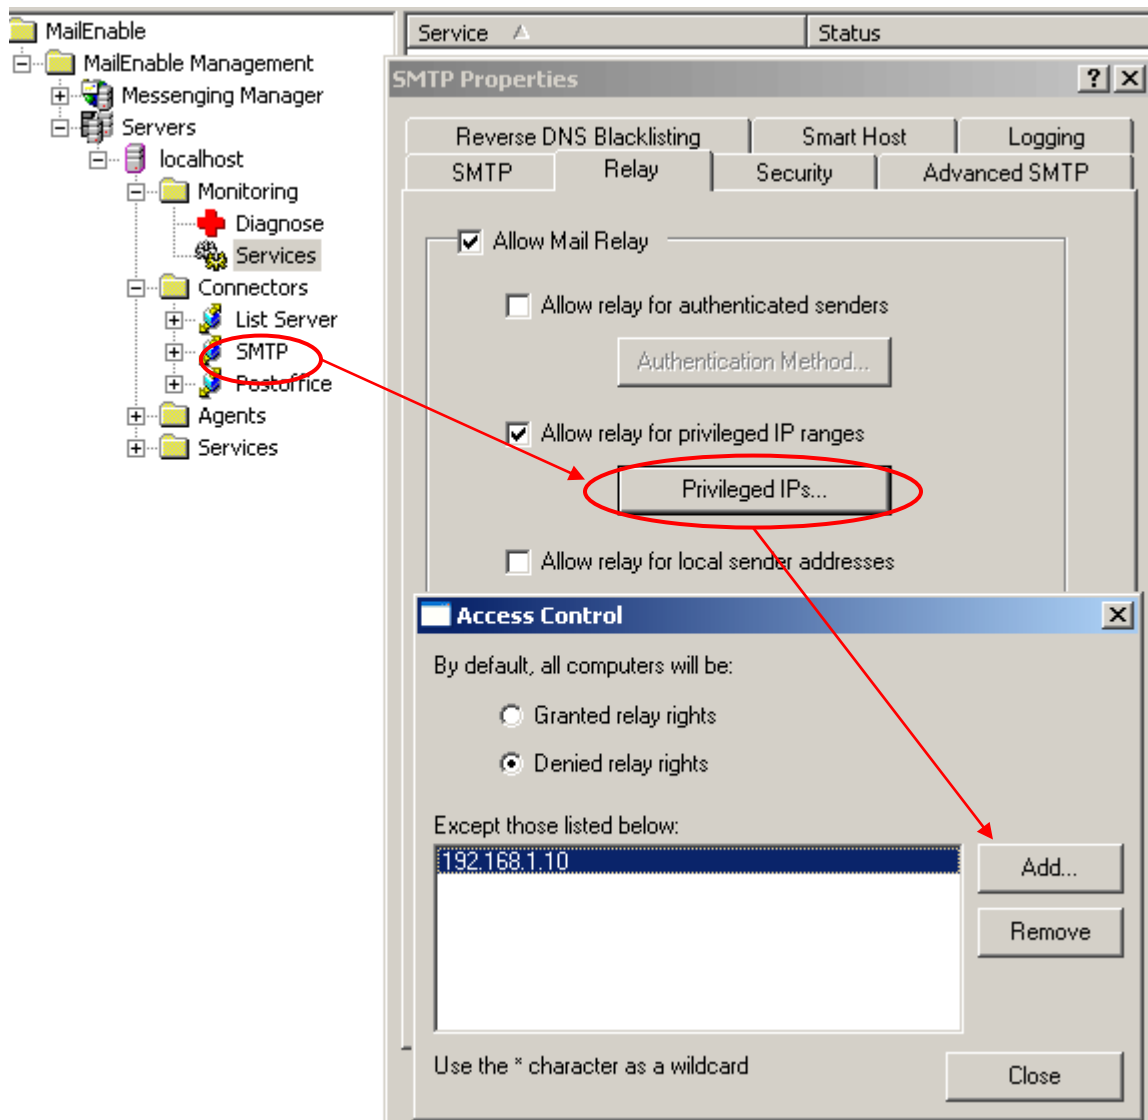 MailEnable
MailEnable Management
Messenging Manager
Servers
localhost
Monitoring
Diagnose
Services
Connectors
List Server
SMTP
Postoffice
Agents
Services
Service Status
SMTP Properties
Reverse DNS Blacklisting Smart Host Logging
SMTP Relay Security Advanced SMTP
Allow Mail Relay
Allow relay for authenticated senders
Authentication Method...
Allow relay for privileged IP ranges
Privileged IPs...
Allow relay for local sender addresses
Access Control
By default, all computers will be:
Granted relay rights
Denied relay rights
Except those listed below:
192.168.1.10
Add...
Remove
Use the * character as a wildcard
Close